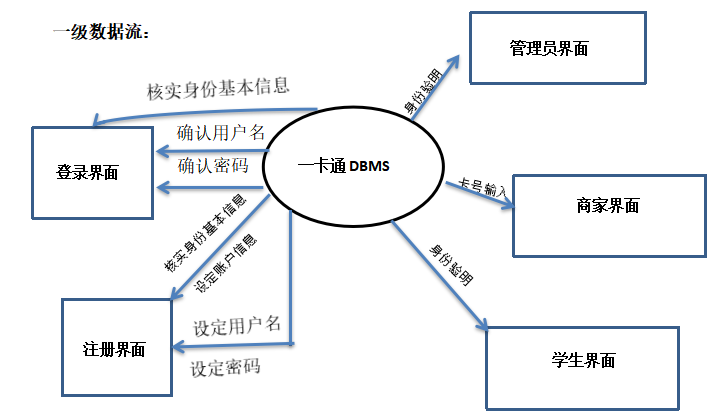 一级数据流:
管理员界面
身份验明
核实身份基本信息
确认用户名
登录界面
一卡通 DBMS
确认密码
卡号输入
商家界面
核实身份基本信息
设定账户信息
身份验明
设定用户名
注册界面
学生界面
设定密码